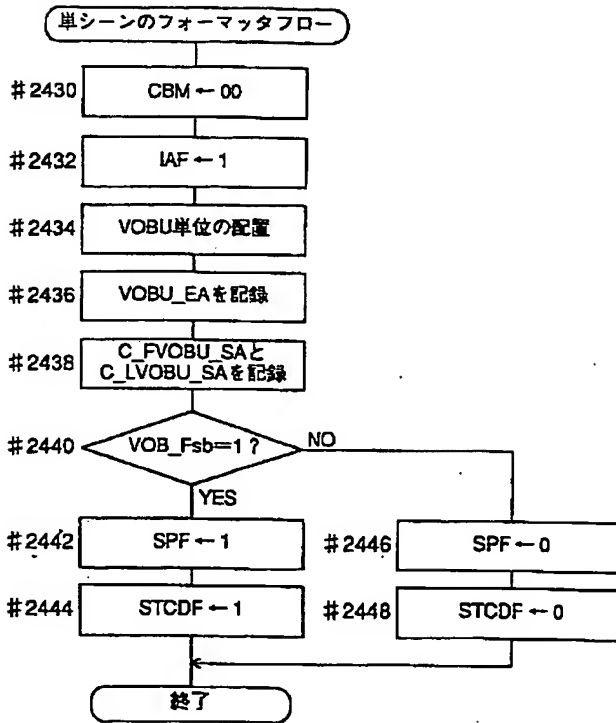 単シーンのフォーマッタフロー
#2430 CBM ← 00
#2432 IAF ← 1
#2434 VOBU単位の配置
#2436 VOBU_EAを記録
#2438 C_FVOBU_SAと
C_LVOBU_SAを記録
#2440 VOB_Fsb=1? NO
YES
#2442 SPF ← 1 #2446 SPF ← 0
#2444 STCDF ← 1 #2448 STCDF ← 0
終了